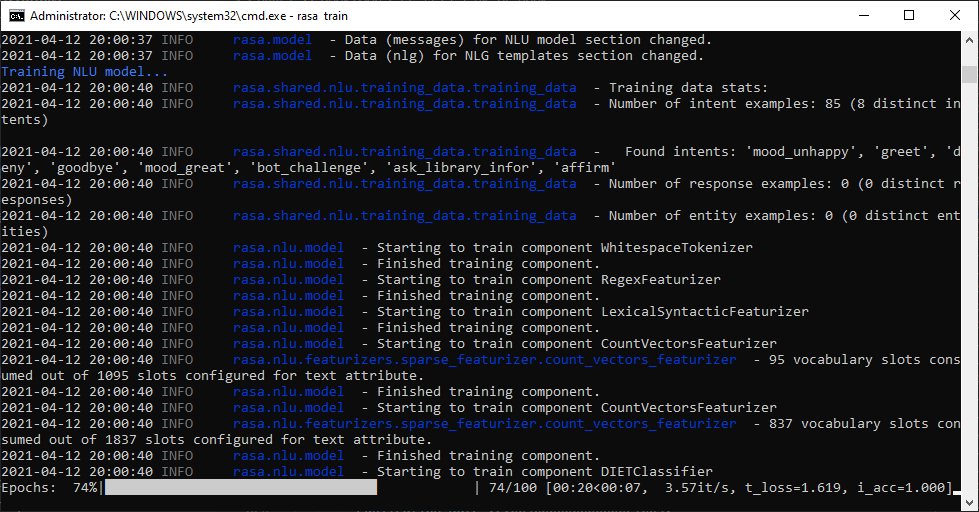 Administrator: C:\WINDOWS\system32\cmd.exe - rasa  train
2021-04-12 20:00:37 INFO     rasa.model  - Data (messages) for NLU model section changed.
2021-04-12 20:00:37 INFO     rasa.model  - Data (nlg) for NLG templates section changed.
Training NLU model...
2021-04-12 20:00:40 INFO     rasa.shared.nlu.training_data.training_data  - Training data stats:
2021-04-12 20:00:40 INFO     rasa.shared.nlu.training_data.training_data  - Number of intent examples: 85 (8 distinct in
tents)
2021-04-12 20:00:40 INFO     rasa.shared.nlu.training_data.training_data  -   Found intents: 'mood_unhappy', 'greet', 'd
eny', 'goodbye', 'mood_great', 'bot_challenge', 'ask_library_infor', 'affirm'
2021-04-12 20:00:40 INFO     rasa.shared.nlu.training_data.training_data  - Number of response examples: 0 (0 distinct r
esponses)
2021-04-12 20:00:40 INFO     rasa.shared.nlu.training_data.training_data  - Number of entity examples: 0 (0 distinct ent
ities)
2021-04-12 20:00:40 INFO     rasa.nlu.model  - Starting to train component WhitespaceTokenizer
2021-04-12 20:00:40 INFO     rasa.nlu.model  - Finished training component.
2021-04-12 20:00:40 INFO     rasa.nlu.model  - Starting to train component RegexFeaturizer
2021-04-12 20:00:40 INFO     rasa.nlu.model  - Finished training component.
2021-04-12 20:00:40 INFO     rasa.nlu.model  - Starting to train component LexicalSyntacticFeaturizer
2021-04-12 20:00:40 INFO     rasa.nlu.model  - Finished training component.
2021-04-12 20:00:40 INFO     rasa.nlu.model  - Starting to train component CountVectorsFeaturizer
2021-04-12 20:00:40 INFO     rasa.nlu.featurizers.sparse_featurizer.count_vectors_featurizer  - 95 vocabulary slots cons
umed out of 1095 slots configured for text attribute.
2021-04-12 20:00:40 INFO     rasa.nlu.model  - Finished training component.
2021-04-12 20:00:40 INFO     rasa.nlu.model  - Starting to train component CountVectorsFeaturizer
2021-04-12 20:00:40 INFO     rasa.nlu.featurizers.sparse_featurizer.count_vectors_featurizer  - 837 vocabulary slots con
sumed out of 1837 slots configured for text attribute.
2021-04-12 20:00:40 INFO     rasa.nlu.model  - Finished training component.
2021-04-12 20:00:40 INFO     rasa.nlu.model  - Starting to train component DIETClassifier
Epochs:  74%|            | 74/100 [00:20<00:07,  3.57it/s, t_loss=1.619, i_acc=1.000]